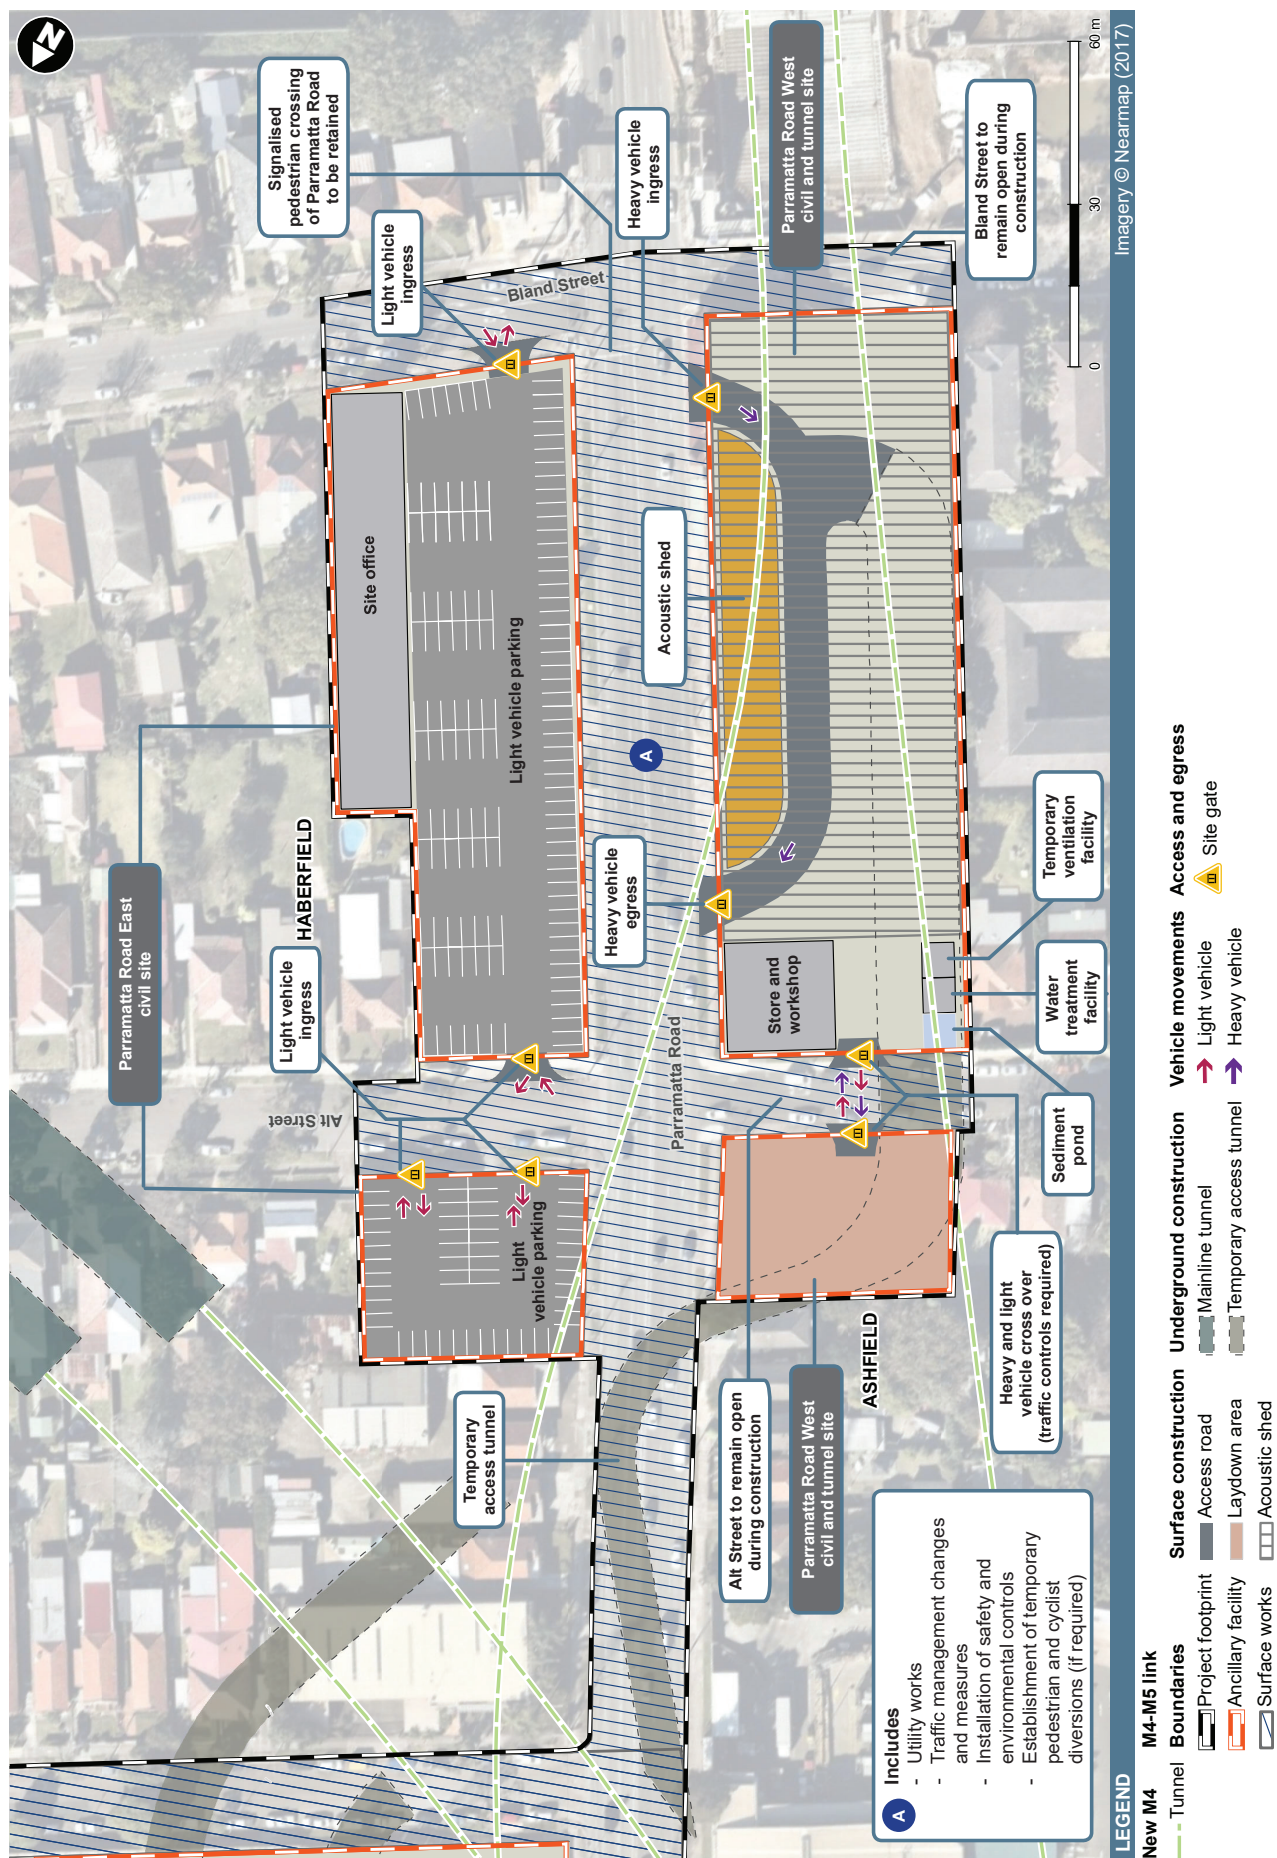 N
Signalised
pedestrian crossing
of Parramatta Road
to be retained
Light vehicle
ingress
Heavy vehicle
ingress
Parramatta Road West
civil and tunnel site
Bland Street to
remain open during
construction
60 m
30
0
Imagery © Nearmap (2017)
Bland Street
Site office
Light vehicle parking
Acoustic shed
A
Parramatta Road East
civil site
HABERFIELD
Light vehicle
ingress
Heavy vehicle
egress
Store and
workshop
Temporary
ventilation
facility
Water
treatment
facility
Sediment
pond
Alt Street
Parramatta Road
Light
vehicle parking
Temporary
access tunnel
Alt Street to remain open
during construction
Parramatta Road West
civil and tunnel site
ASHFIELD
Heavy and light
vehicle cross over
(traffic controls required)
A Includes
- Utility works
- Traffic management changes
and measures
- Installation of safety and
environmental controls
- Establishment of temporary
pedestrian and cyclist
diversions (if required)
LEGEND
New M4
Tunnel
M4-M5 link
Boundaries
Project footprint
Ancillary facility
Surface works
Surface construction
Access road
Laydown area
Acoustic shed
Underground construction
Mainline tunnel
Temporary access tunnel
Vehicle movements
Light vehicle
Heavy vehicle
Access and egress
Site gate